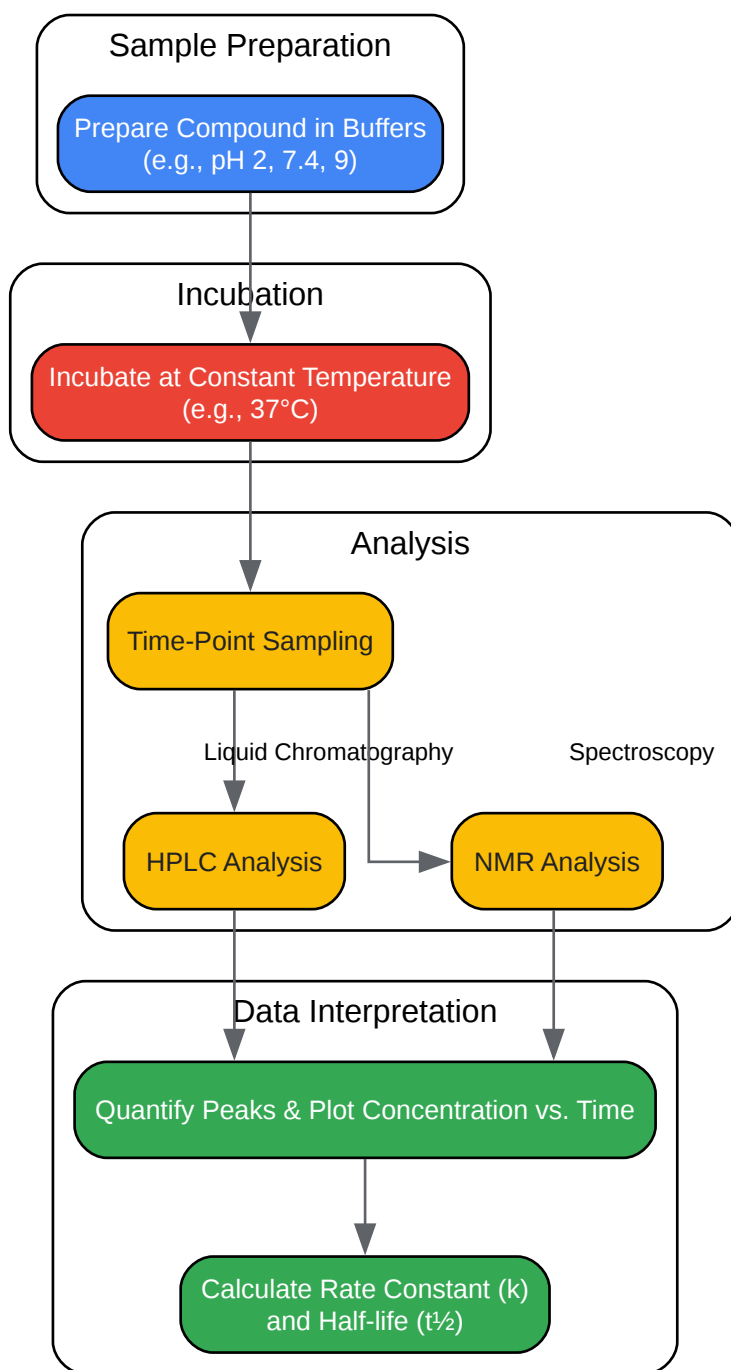 Sample Preparation
Prepare Compound in Buffers
(e.g., pH 2, 7.4, 9)
Incubation
Incubate at Constant Temperature
(e.g., 37°C)
Analysis
Time-Point Sampling
Liquid Chromatography
Spectroscopy
HPLC Analysis
NMR Analysis
Data Interpretation
Quantify Peaks & Plot Concentration vs. Time
Calculate Rate Constant (k)
and Half-life (t½)